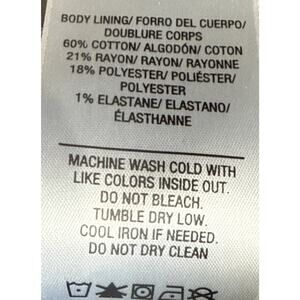 BODY LINING/ FORRO DEL CUERPO/
DOUBLURE CORPS
60% COTTON/ ALGODÓN/ COTON
21% RAYON/ RAYON/ RAYONNE
18% POLYESTER/ POLIÉSTER/
POLYESTER
1% ELASTANE/ ELASTANO/
ÉLASTHANNE
MACHINE WASH COLD WITH
LIKE COLORS INSIDE OUT.
DO NOT BLEACH.
TUMBLE DRY LOW.
COOL IRON IF NEEDED.
DO NOT DRY CLEAN